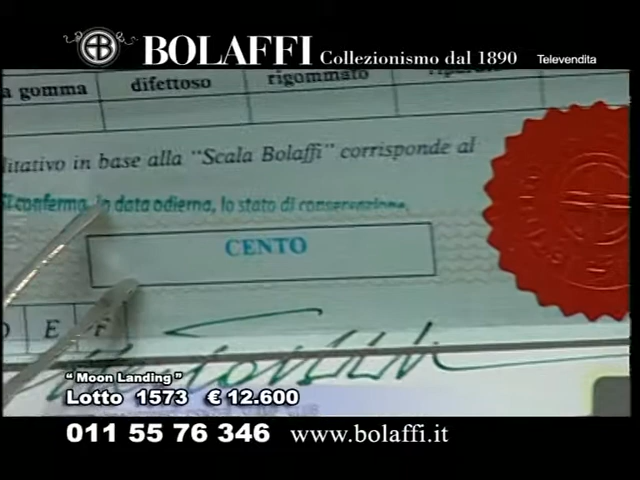 BOLAFFI Collezionismo dal 1890 Televendita
a gomma difettoso rigommato
litativo in base alla "Scala Bolaffi" corrisponde al
Si conferma, in data odierna, lo stato di conservazione.
CENTO
E F
" Moon Landing "
Lotto 1573 € 12.600
011 55 76 346 www.bolaffi.it